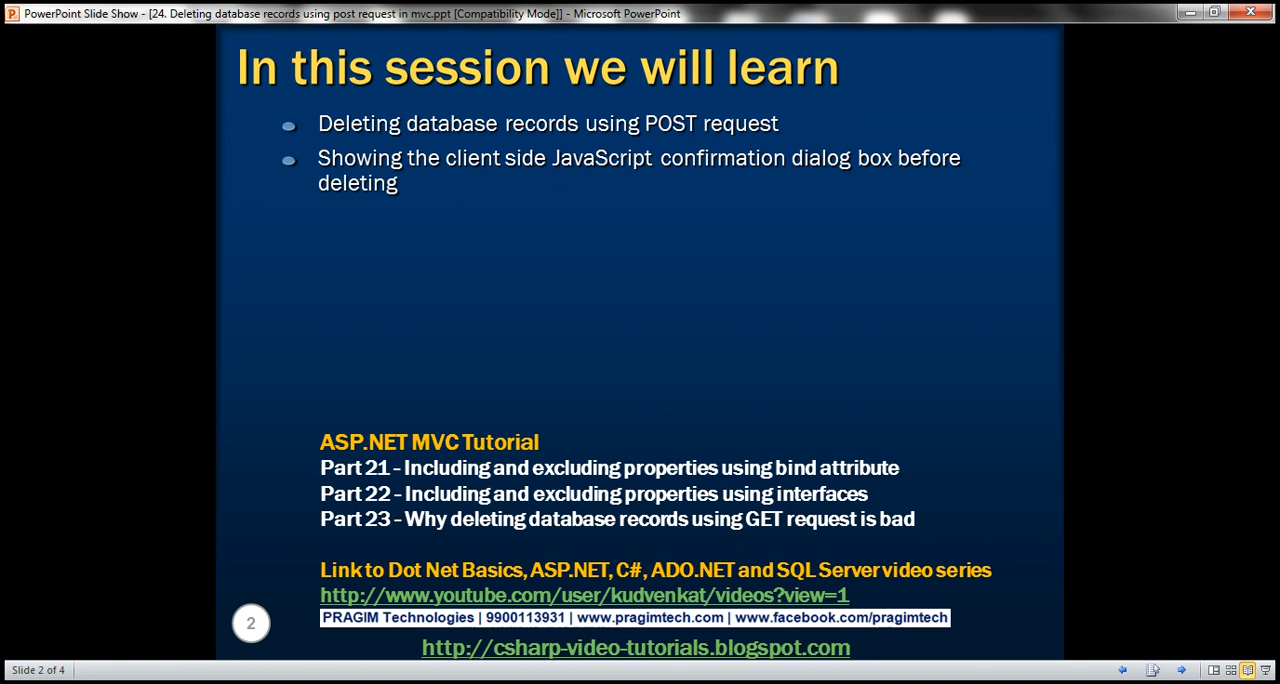 PowerPoint Slide Show - [24. Deleting database records using post request in mvc.ppt [Compatibility Mode]] - Microsoft PowerPoint
In this session we will learn
Deleting database records using POST request
Showing the client side JavaScript confirmation dialog box before
deleting
ASP.NET MVC Tutorial
Part 21 - Including and excluding properties using bind attribute
Part 22 - Including and excluding properties using interfaces
Part 23 - Why deleting database records using GET request is bad
Link to Dot Net Basics, ASP.NET, C#, ADO.NET and SQL Server video series
http://www.youtube.com/user/kudvenkat/videos?view=1
PRAGIM Technologies | 9900113931 | www.pragimtech.com | www.facebook.com/pragimtech
2
http://csharp-video-tutorials.blogspot.com
Slide 2 of 4